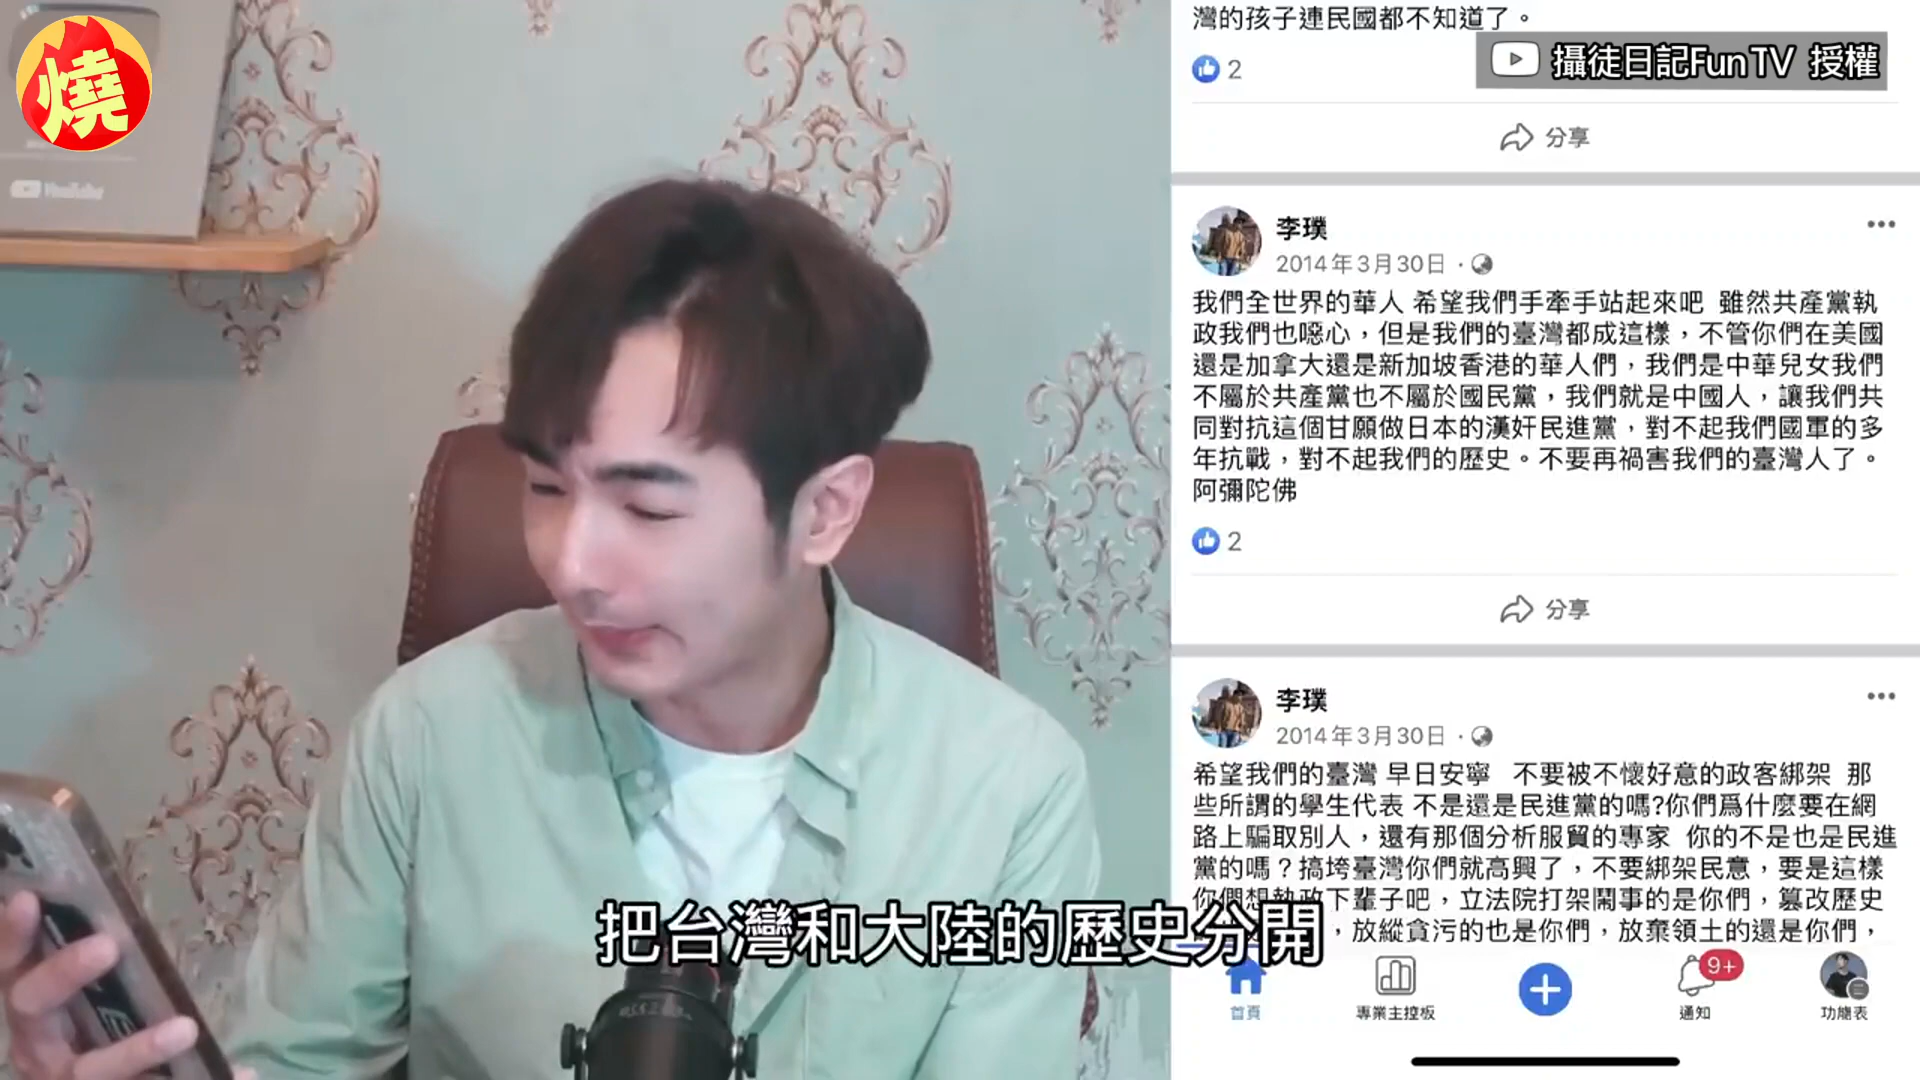 燒
YouTube
灣的孩子連民國都不知道了。
攝徒日記FunTV 授權
2
分享
李璞
2014年3月30日
我們全世界的華人 希望我們手牽手站起來吧 雖然共產黨執
政我們也噁心，但是我們的臺灣都成這樣，不管你們在美國
還是加拿大還是新加坡香港的華人們，我們是中華兒女我們
不屬於共產黨也不屬於國民黨，我們就是中國人，讓我們共
同對抗這個甘願做日本的漢奸民進黨，對不起我們國軍的多
年抗戰，對不起我們的歷史。不要再禍害我們的臺灣人了。
阿彌陀佛
2
分享
李璞
2014年3月30日
希望我們的臺灣 早日安寧 不要被不懷好意的政客綁架 那
些所謂的學生代表 不是還是民進黨的嗎?你們爲什麼要在網
路上騙取別人，還有那個分析服貿的專家 你的不是也是民進
黨的嗎？搞垮臺灣你們就高興了，不要綁架民意，要是這樣
你們想執政下輩子吧，立法院打架鬧事的是你們，篡改歷史
，放縱貪污的也是你們，放棄領土的還是你們，
把台灣和大陸的歷史分開
9+
首頁
專業主控板
通知
功能表